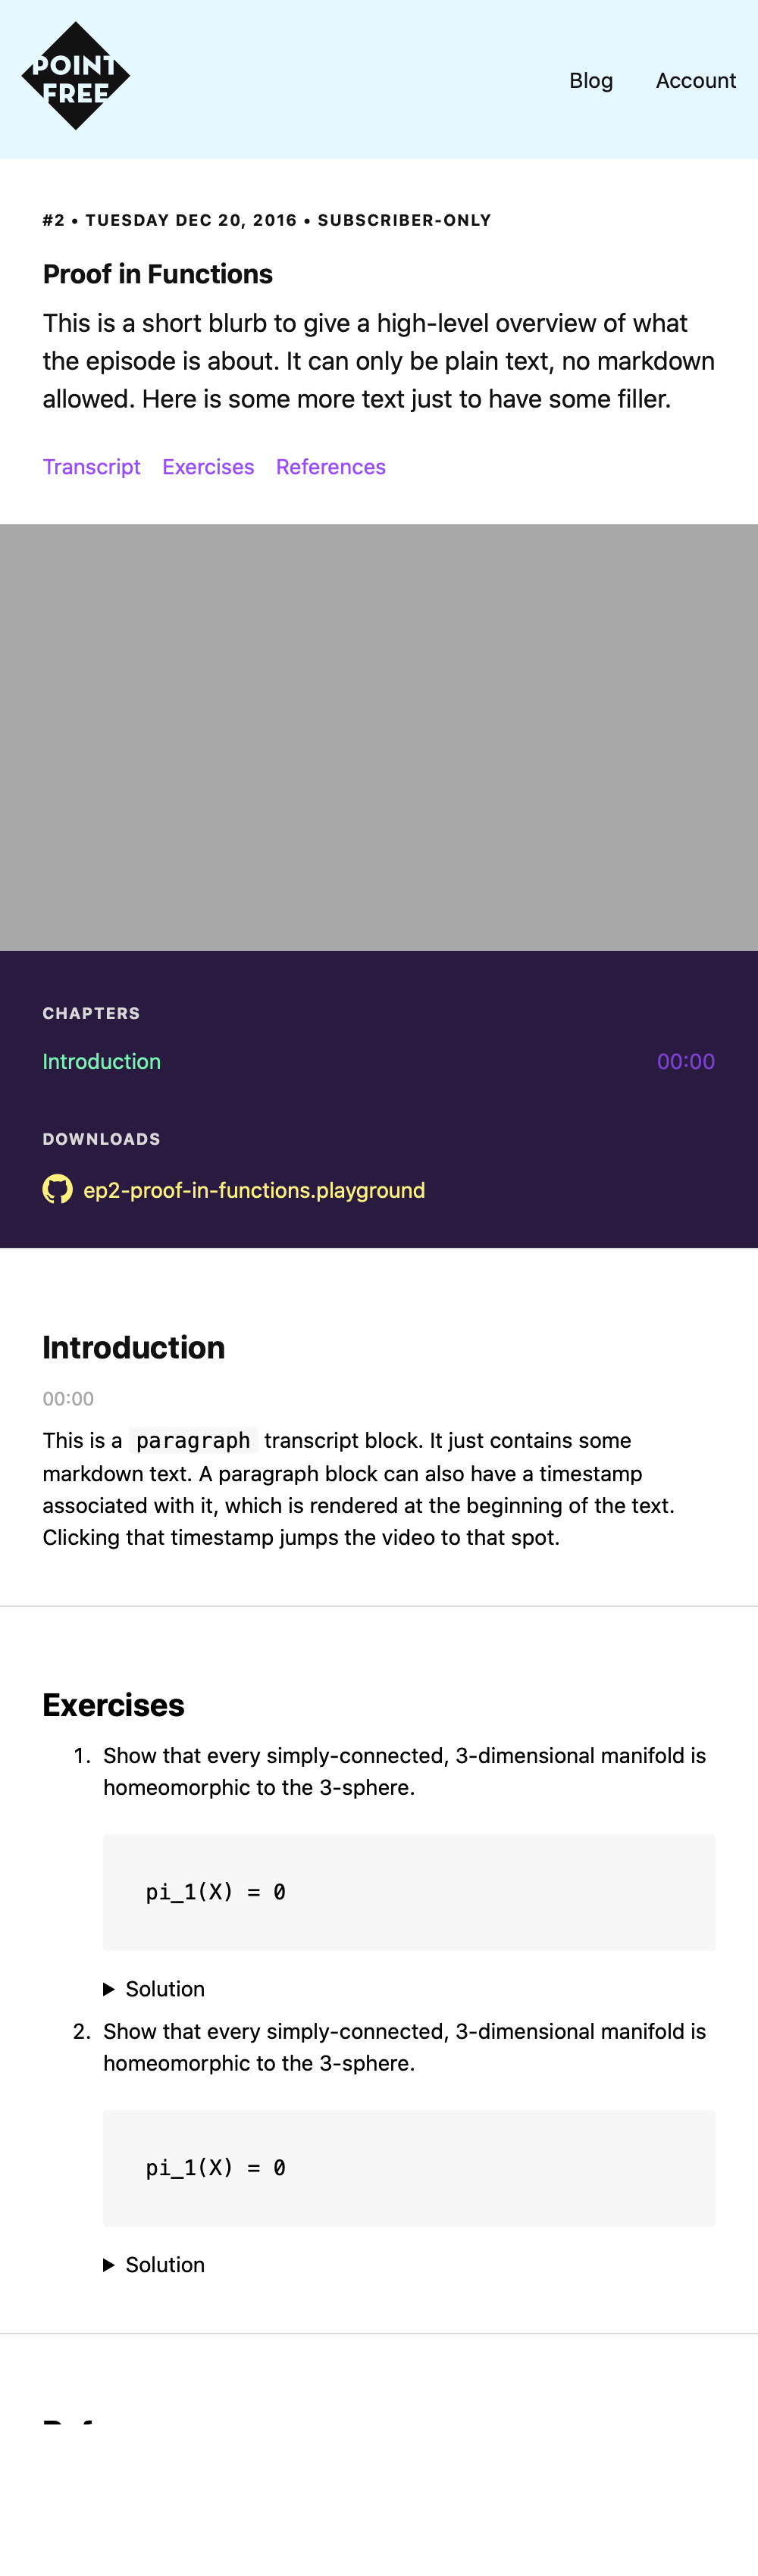 POINT
FREE
Blog Account
#2 • TUESDAY DEC 20, 2016 • SUBSCRIBER-ONLY
Proof in Functions
This is a short blurb to give a high-level overview of what
the episode is about. It can only be plain text, no markdown
allowed. Here is some more text just to have some filler.
Transcript Exercises References
CHAPTERS
Introduction 00:00
DOWNLOADS
ep2-proof-in-functions.playground
Introduction
00:00
This is a paragraph transcript block. It just contains some
markdown text. A paragraph block can also have a timestamp
associated with it, which is rendered at the beginning of the text.
Clicking that timestamp jumps the video to that spot.
Exercises
1. Show that every simply-connected, 3-dimensional manifold is
homeomorphic to the 3-sphere.
pi_1(X) = 0
Solution
2. Show that every simply-connected, 3-dimensional manifold is
homeomorphic to the 3-sphere.
pi_1(X) = 0
Solution